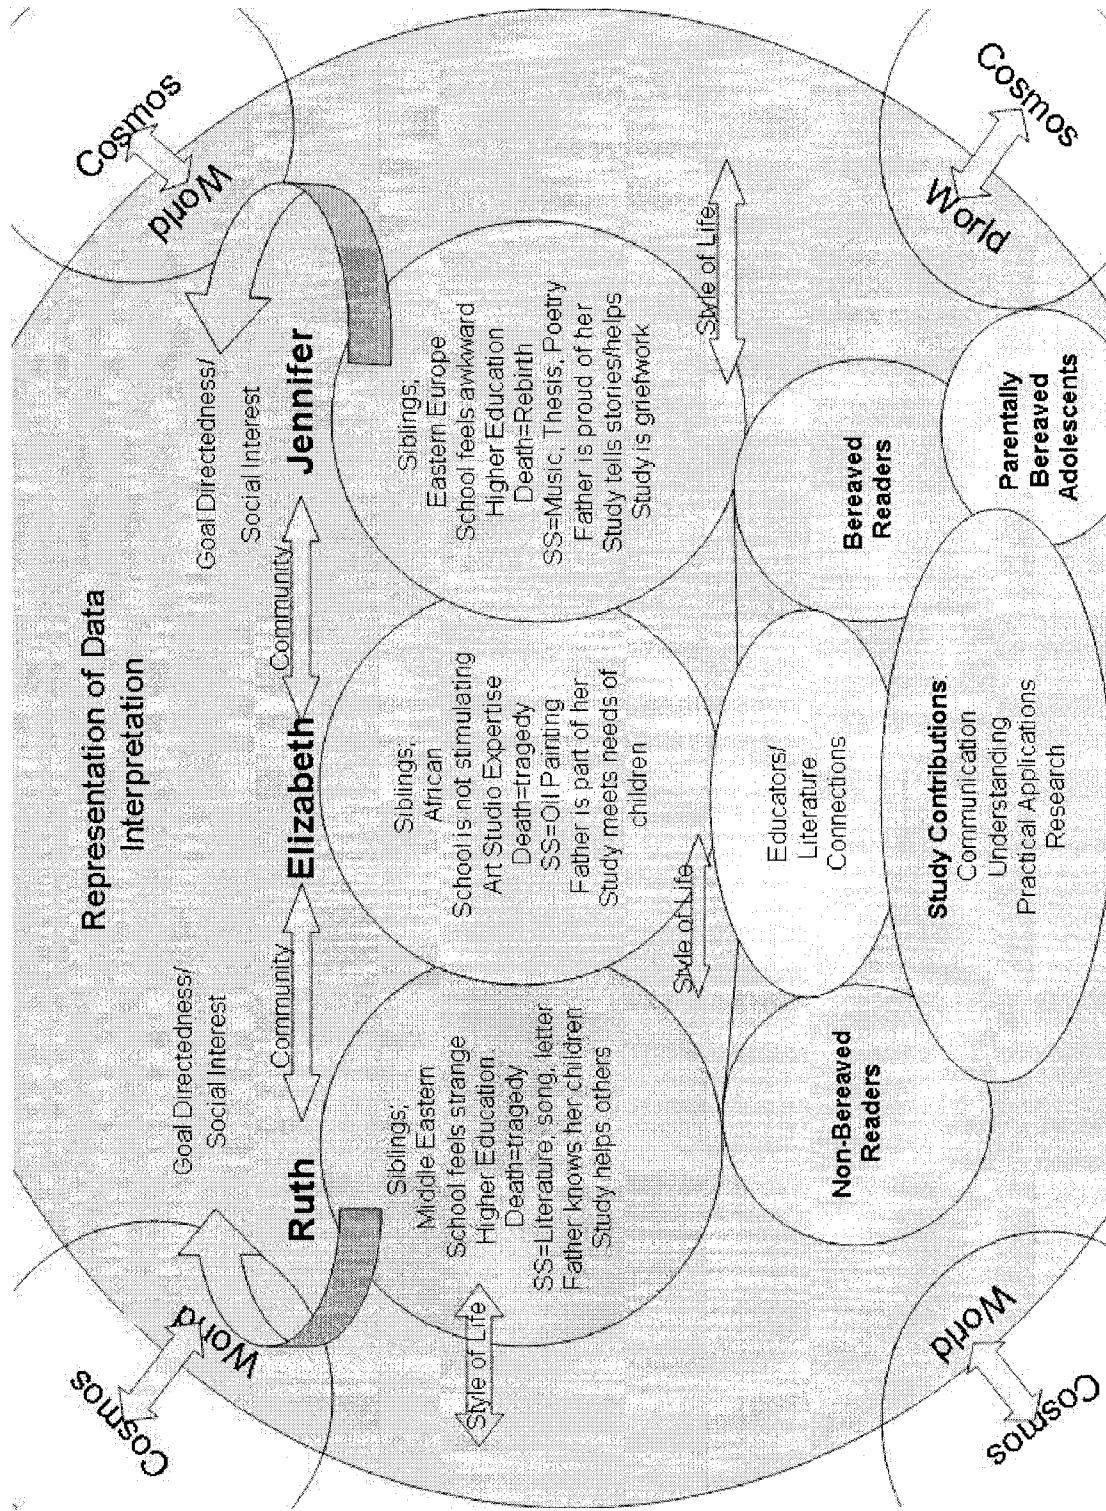 Representation of Data
Interpretation
Cosmos
World
Cosmos
World
Goal Directedness/
Social Interest
Goal Directedness/
Social Interest
Ruth
Community
Elizabeth
Community
Jennifer
Siblings;
Middle Eastern
School feels strange
Higher Education
Death=tragedy
SS=Literature, song, letter
Father knows her children
Study helps others
Siblings;
African
School is not stimulating
Art Studio Expertise
Death=tragedy
SS=Oil Painting
Father is part of her
Study meets needs of
children
Siblings;
Eastern Europe
School feels awkward
Higher Education
Death=Rebirth
SS=Music, Thesis, Poetry
Father is proud of her
Study tells stories/helps
Study is griefwork
Style of Life
Style of Life
Style of Life
Non-Bereaved
Readers
Educators/
Literature
Connections
Bereaved
Readers
Study Contributions
Communication
Understanding
Practical Applications
Research
Parentally
Bereaved
Adolescents
World
Cosmos
World
Cosmos